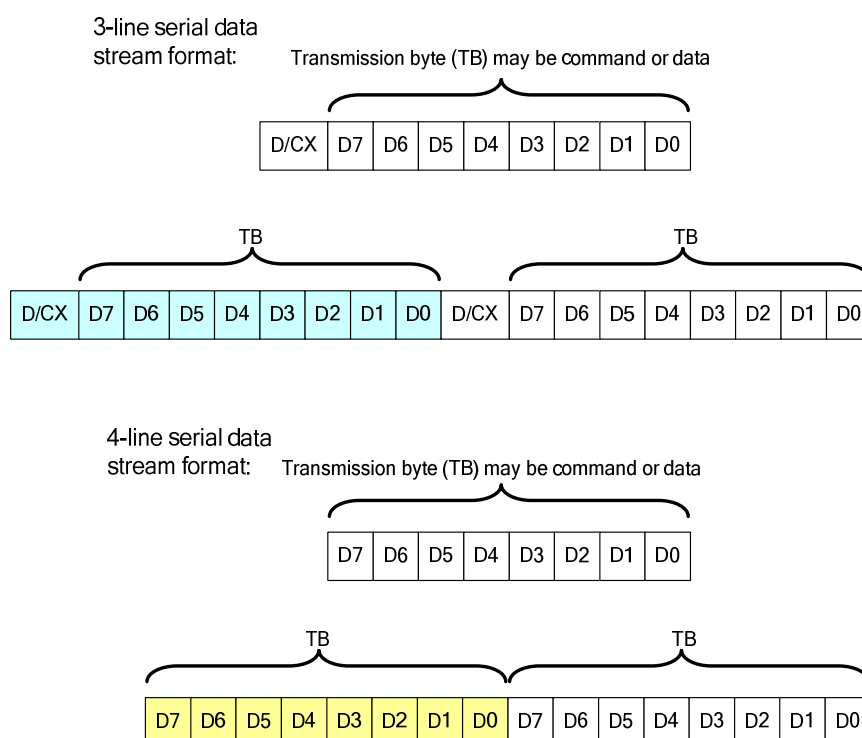 3-line serial data
stream format:
Transmission byte (TB) may be command or data
D/CX D7 D6 D5 D4 D3 D2 D1 D0
TB TB
D/CX D7 D6 D5 D4 D3 D2 D1 D0 D/CX D7 D6 D5 D4 D3 D2 D1 D0
4-line serial data
stream format:
Transmission byte (TB) may be command or data
D7 D6 D5 D4 D3 D2 D1 D0
TB TB
D7 D6 D5 D4 D3 D2 D1 D0 D7 D6 D5 D4 D3 D2 D1 D0